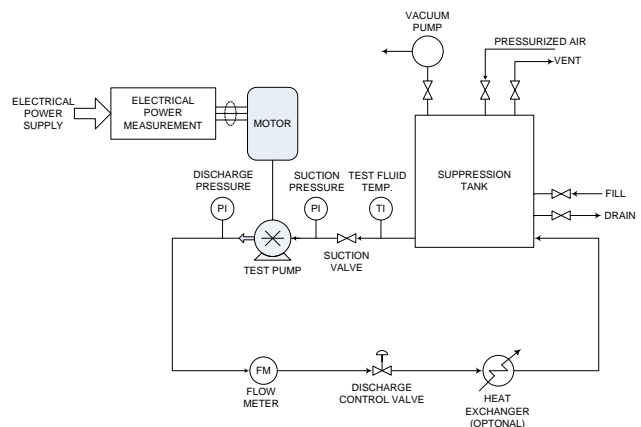 VACUUM
PUMP
PRESSURIZED AIR
VENT
ELECTRICAL
POWER
SUPPLY
ELECTRICAL
POWER
MEASUREMENT
MOTOR
SUPPRESSION
TANK
DISCHARGE
PRESSURE
SUCTION
PRESSURE
TEST FLUID
TEMP.
FILL
DRAIN
PI
PI
TI
TEST PUMP
SUCTION
VALVE
FM
FLOW
METER
DISCHARGE
CONTROL VALVE
HEAT
EXCHANGER
(OPTIONAL)